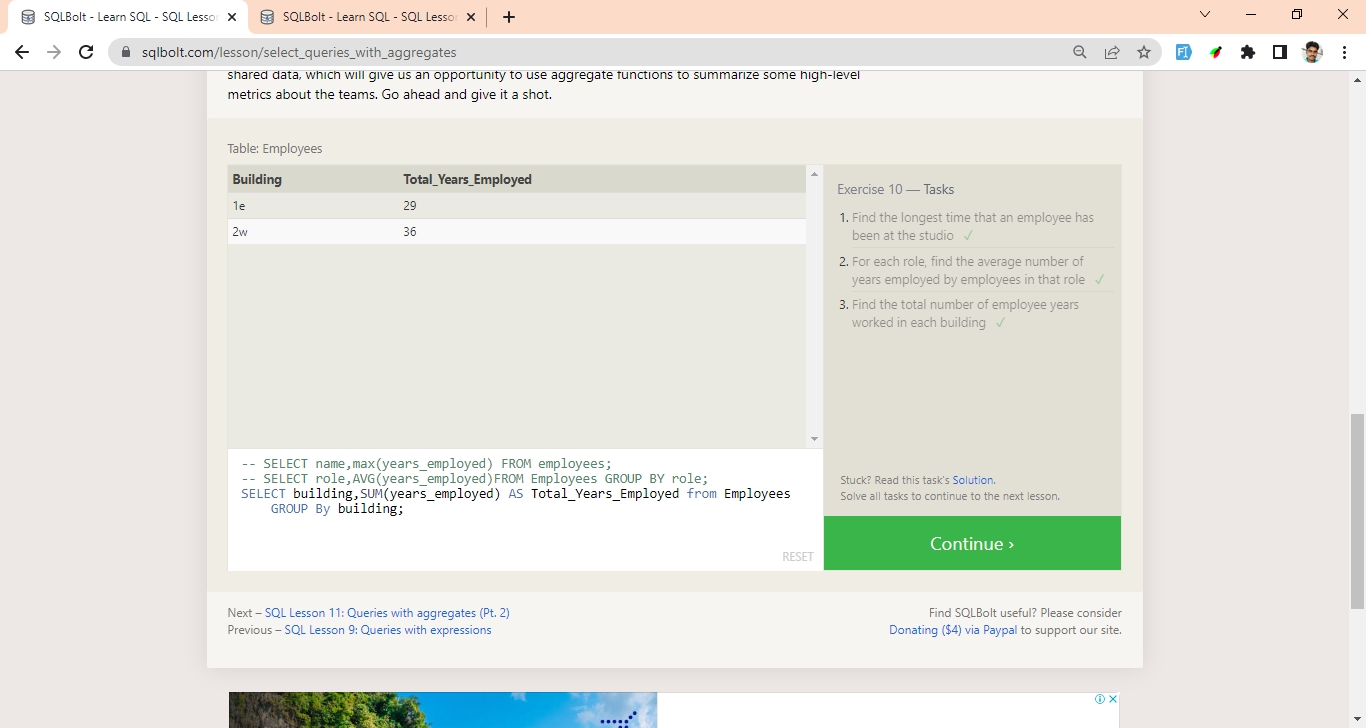 SQLBolt - Learn SQL - SQL Lesson
SQLBolt - Learn SQL - SQL Lesson
sqlbolt.com/lesson/select_queries_with_aggregates
shared data, which will give us an opportunity to use aggregate functions to summarize some high-level
metrics about the teams. Go ahead and give it a shot.
Table: Employees
Building Total_Years_Employed
1e 29
2w 36
-- SELECT name,max(years_employed) FROM employees;
-- SELECT role,AVG(years_employed)FROM Employees GROUP BY role;
SELECT building,SUM(years_employed) AS Total_Years_Employed from Employees
GROUP By building;
RESET
Exercise 10 — Tasks
1. Find the longest time that an employee has
been at the studio ✓
2. For each role, find the average number of
years employed by employees in that role ✓
3. Find the total number of employee years
worked in each building ✓
Stuck? Read this task's Solution.
Solve all tasks to continue to the next lesson.
Continue ›
Next – SQL Lesson 11: Queries with aggregates (Pt. 2)
Previous – SQL Lesson 9: Queries with expressions
Find SQLBolt useful? Please consider
Donating ($4) via Paypal to support our site.